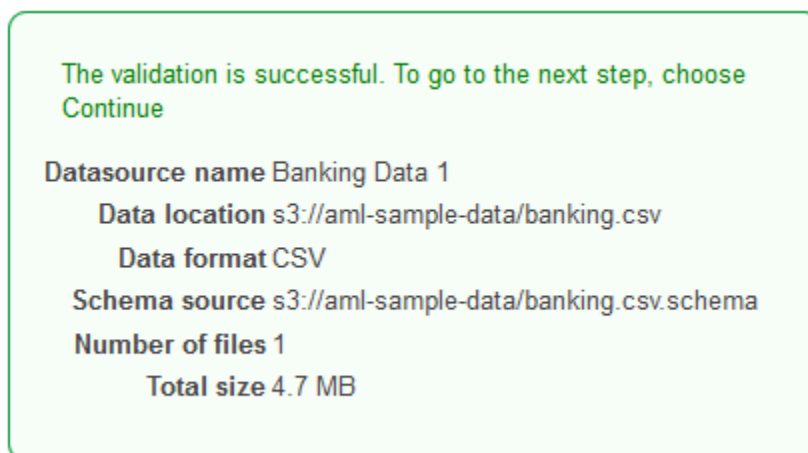 The validation is successful. To go to the next step, choose
Continue
Datasource name Banking Data 1
Data location s3://aml-sample-data/banking.csv
Data format CSV
Schema source s3://aml-sample-data/banking.csv.schema
Number of files 1
Total size 4.7 MB